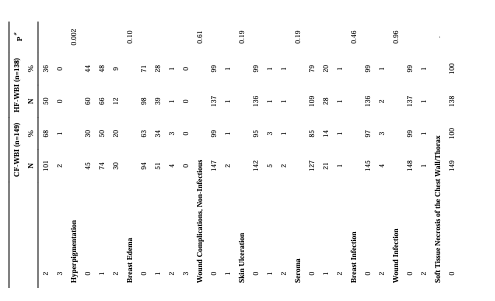 CF-WBI (n=149) HF-WBI (n=138) P #
N % N % 
2 101 68 50 36
3 2 1 0 0
Hyperpigmentation 0.002
0 45 30 60 44
1 74 50 66 48
2 30 20 12 9
Breast Edema 0.10
0 94 63 98 71
1 51 34 39 28
2 4 3 1 1
3 0 0 0 0
Wound Complications, Non-Infectious 0.61
0 147 99 137 99
1 2 1 1 1
Skin Ulceration 0.19
0 142 95 136 99
1 5 3 1 1
2 2 1 1 1
Seroma 0.19
0 127 85 109 79
1 21 14 28 20
2 1 1 1 1
Breast Infection 0.46
0 145 97 136 99
2 4 3 2 1
Wound Infection 0.96
0 148 99 137 99
2 1 1 1 1
Soft Tissue Necrosis of the Chest Wall/Thorax .
0 149 100 138 100